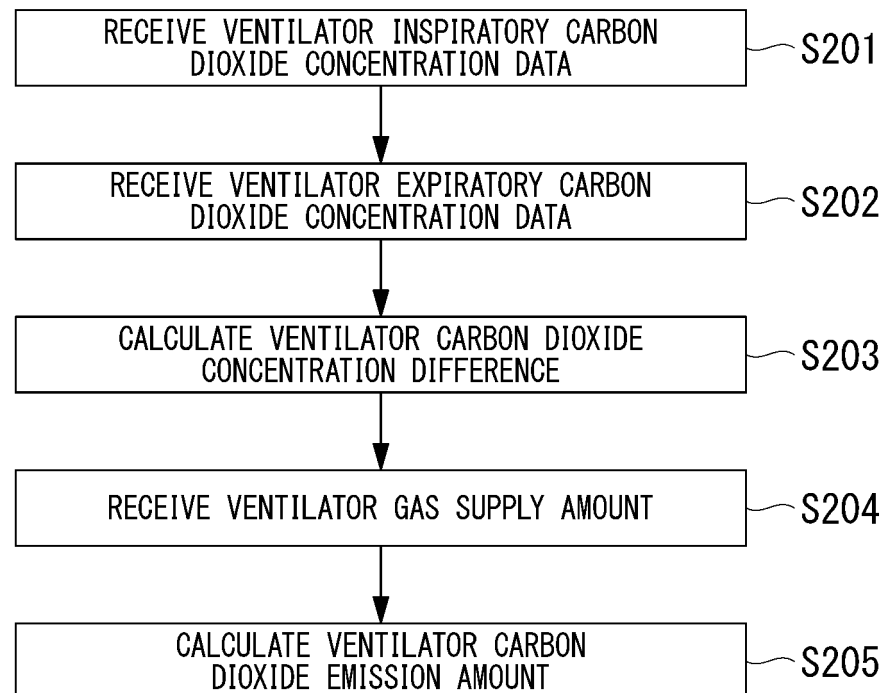 RECEIVE VENTILATOR INSPIRATORY CARBON
DIOXIDE CONCENTRATION DATA
S201
RECEIVE VENTILATOR EXPIRATORY CARBON
DIOXIDE CONCENTRATION DATA
S202
CALCULATE VENTILATOR CARBON DIOXIDE
CONCENTRATION DIFFERENCE
S203
RECEIVE VENTILATOR GAS SUPPLY AMOUNT
S204
CALCULATE VENTILATOR CARBON
DIOXIDE EMISSION AMOUNT
S205